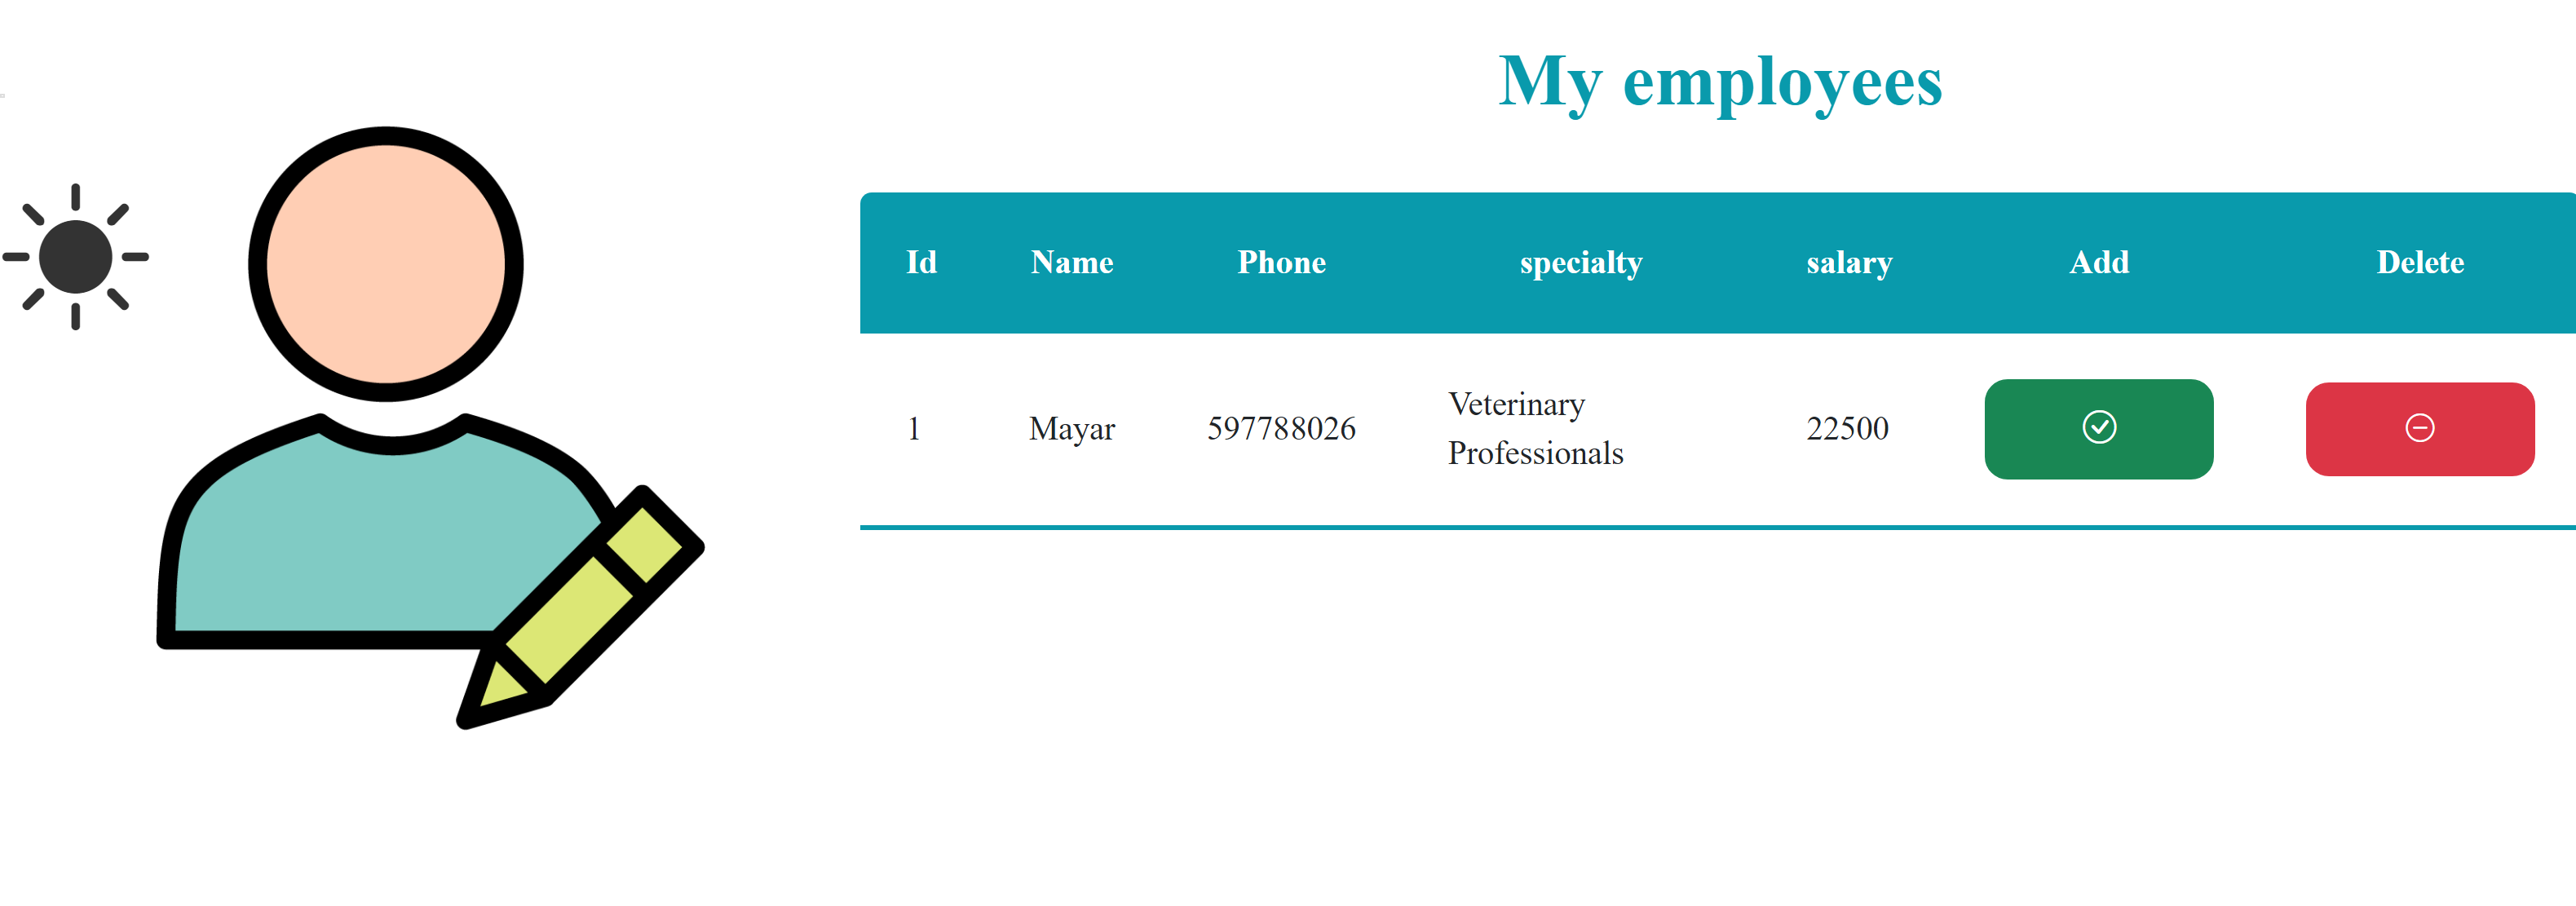 My employees
Id Name Phone specialty salary Add Delete
1 Mayar 597788026 Veterinary Professionals 22500